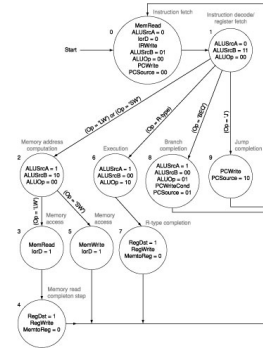 Instruction fetch
0
MemRead
ALUSrcA = 0
IorD = 0
IRWrite
ALUSrcB = 01
ALUOp = 00
PCWrite
PCSource = 00
Start
Instruction decode/
register fetch
1
ALUSrcA = 0
ALUSrcB = 11
ALUOp = 00
(Op = 'LW') or (Op = 'SW')
(Op = R-type)
(Op = 'BEQ')
(Op = 'J')
Memory address
computation
2
ALUSrcA = 1
ALUSrcB = 10
ALUOp = 00
Execution
6
ALUSrcA = 1
ALUSrcB = 00
ALUOp = 10
Branch
completion
8
ALUSrcA = 1
ALUSrcB = 00
ALUOp = 01
PCWriteCond
PCSource = 01
Jump
completion
9
PCWrite
PCSource = 10
(Op = 'LW')
(Op = 'SW')
Memory
access
3
MemRead
IorD = 1
Memory
access
5
MemWrite
IorD = 1
R-type completion
7
RegDst = 1
RegWrite
MemtoReg = 0
Memory read
completon step
4
RegDst = 1
RegWrite
MemtoReg = 0